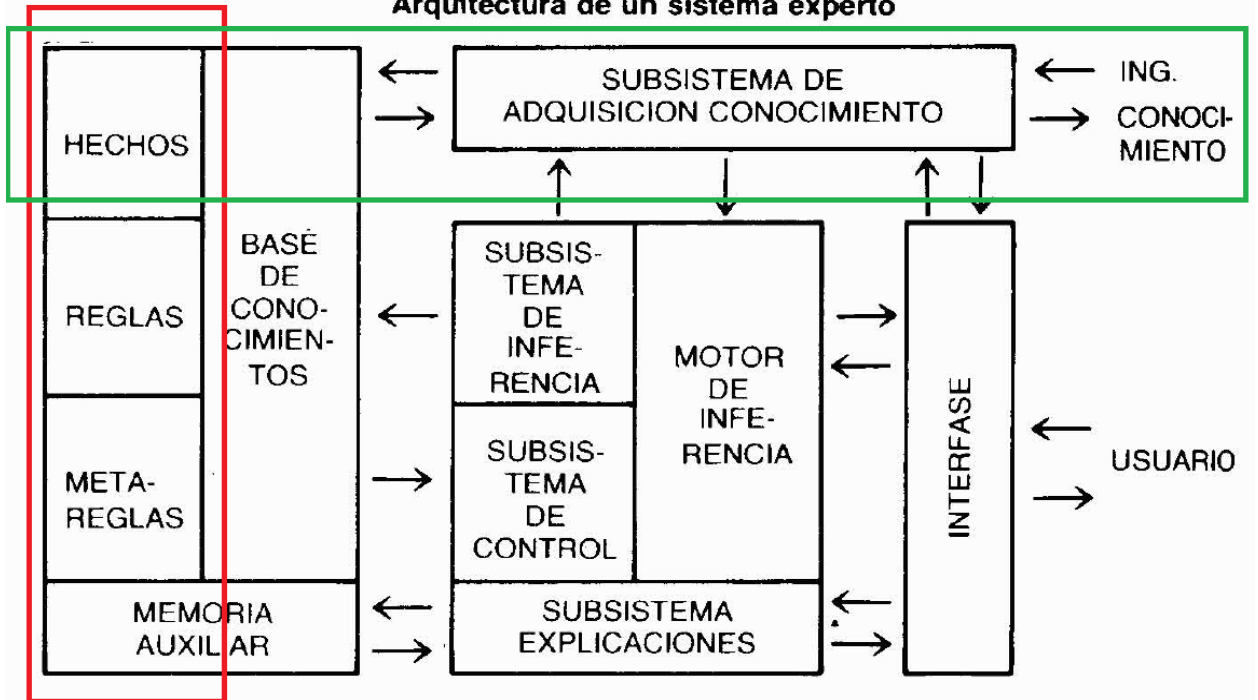 Arquitectura de un sistema experto
HECHOS
REGLAS
META-
REGLAS
BASÉ
DE
CONO-
CIMIEN-
TOS
MEMORIA
AUXILIAR
SUBSISTEMA DE
ADQUISICION CONOCIMIENTO
SUBSIS-
TEMA
DE
INFE-
RENCIA
SUBSIS-
TEMA
DE
CONTROL
MOTOR
DE
INFE-
RENCIA
SUBSISTEMA
EXPLICACIONES
INTERFASE
ING.
CONOCI-
MIENTO
USUARIO